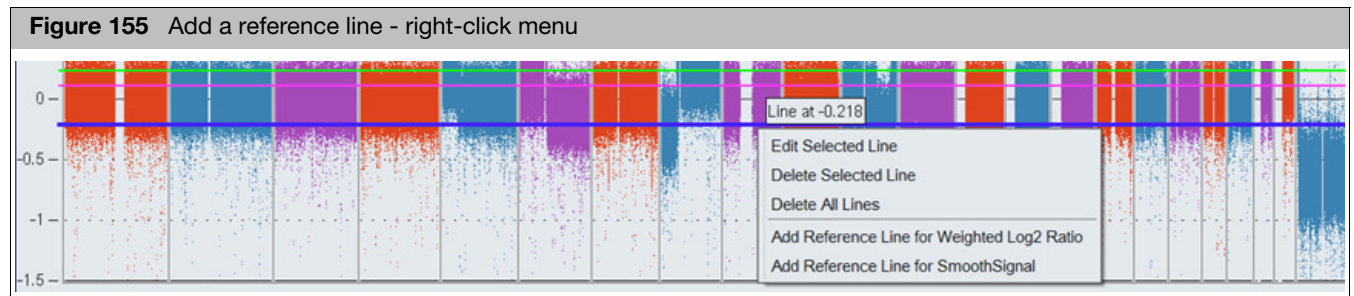 Figure 155 Add a reference line - right-click menu
0
-0.5
-1
-1.5
Line at -0.218
Edit Selected Line
Delete Selected Line
Delete All Lines
Add Reference Line for Weighted Log2 Ratio
Add Reference Line for SmoothSignal